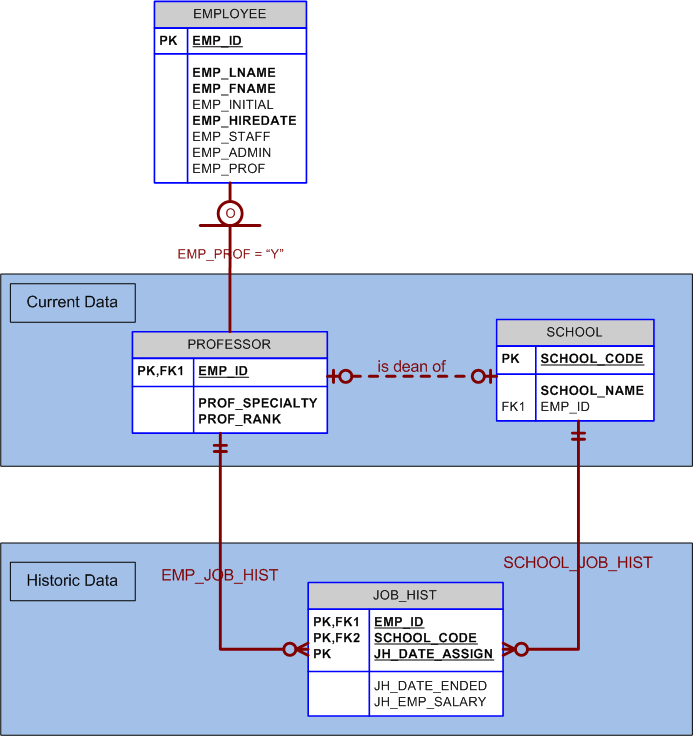 EMPLOYEE
PK EMP_ID
EMP_LNAME
EMP_FNAME
EMP_INITIAL
EMP_HIREDATE
EMP_STAFF
EMP_ADMIN
EMP_PROF
O
EMP_PROF = “Y”
Current Data
PROFESSOR
PK,FK1 EMP_ID
PROF_SPECIALTY
PROF_RANK
is dean of
SCHOOL
PK SCHOOL_CODE
SCHOOL_NAME
FK1 EMP_ID
EMP_JOB_HIST
SCHOOL_JOB_HIST
Historic Data
JOB_HIST
PK,FK1 EMP_ID
PK,FK2 SCHOOL_CODE
PK JH_DATE_ASSIGN
JH_DATE_ENDED
JH_EMP_SALARY